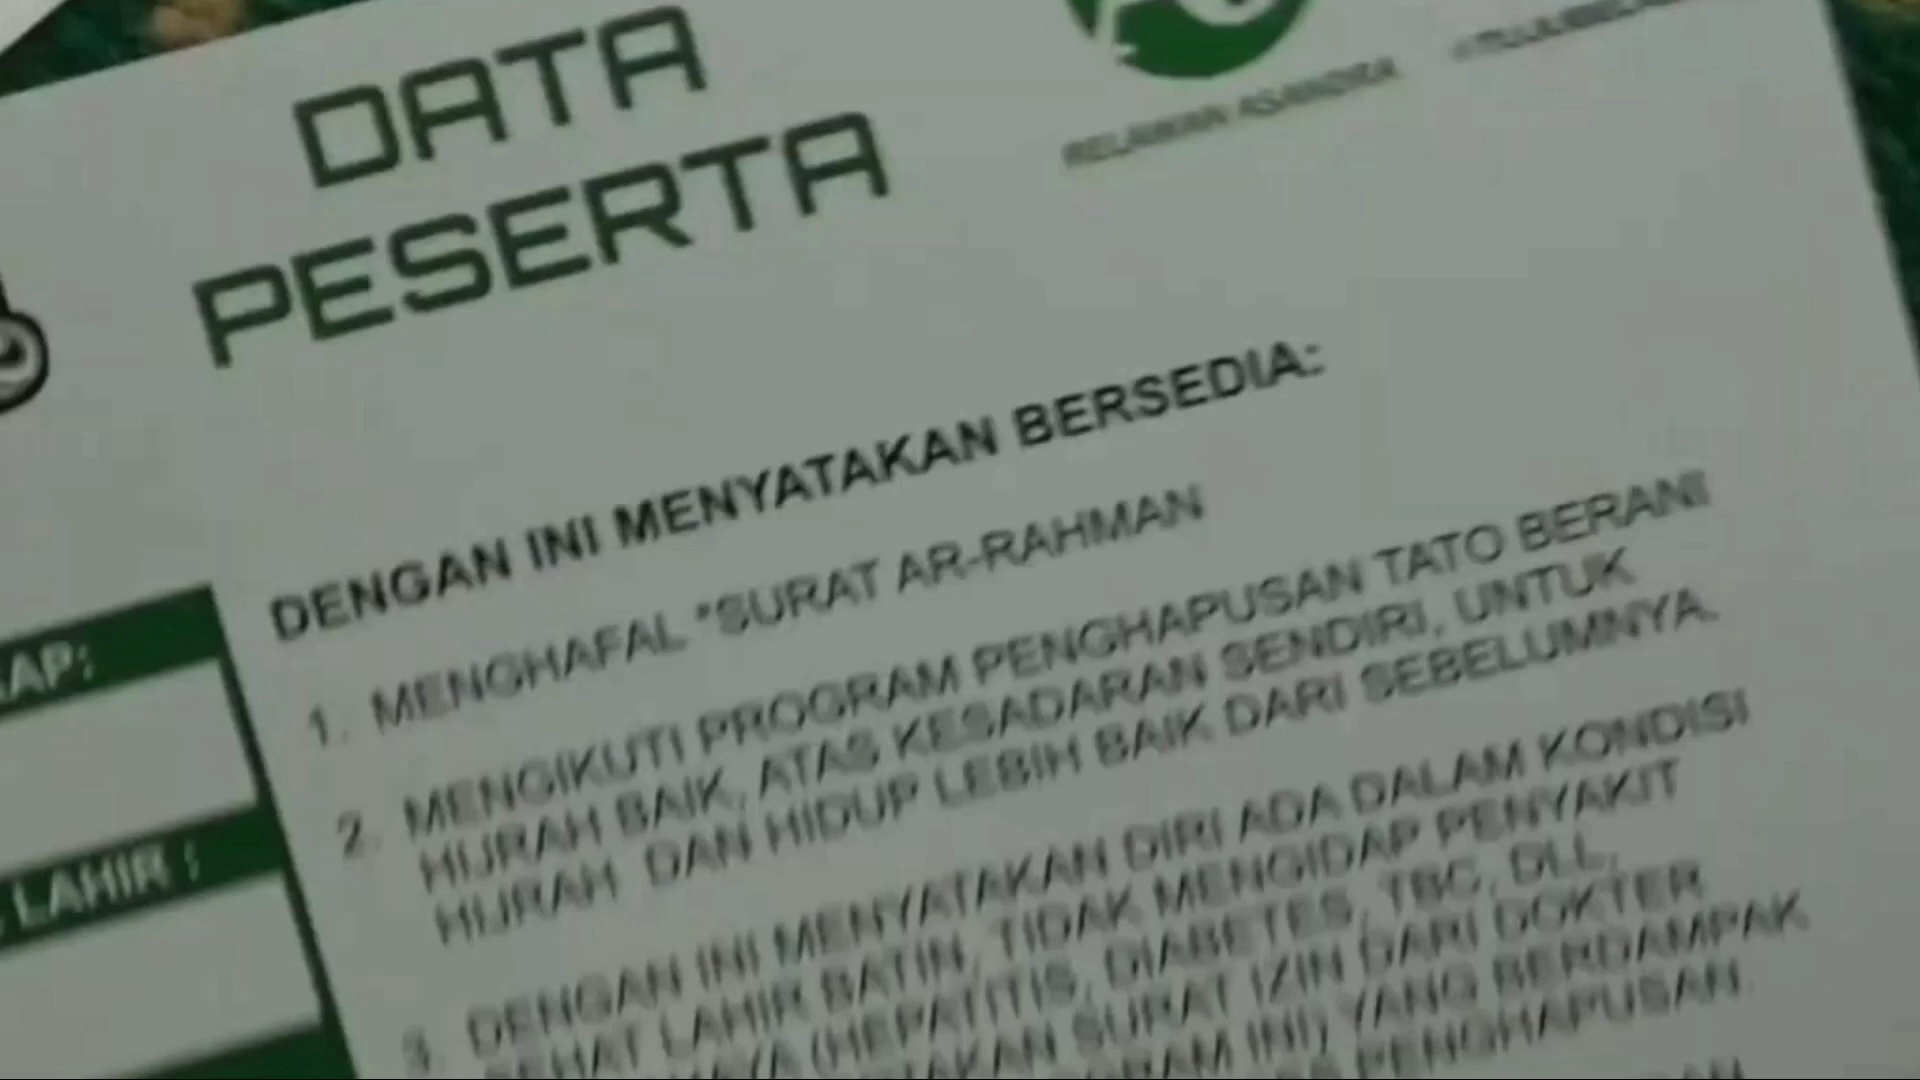 DATA
PESERTA
RELAWAN ASANTIRA
DENGAN INI MENYATAKAN BERSEDIA:
1. MENGHAFAL "SURAT AR-RAHMAN
2. MENGIKUTI PROGRAM PENGHAPUSAN TATO BERANI
HIJRAH BAIK, ATAS KESADARAN SENDIRI, UNTUK
HIJRAH DAN HIDUP LEBIH BAIK DARI SEBELUMNYA.
3. DENGAN INI MENYATAKAN DIRI ADA DALAM KONDISI
SEHAT LAHIR BATIN, TIDAK MENGIDAP PENYAKIT
(HEPATITIS, DIABETES, TBC, DLL,
SURAT IZIN DARI DOKTER
INI) YANG BERDAMPAK
PENGHAPUSAN
AP:
LAHIR :